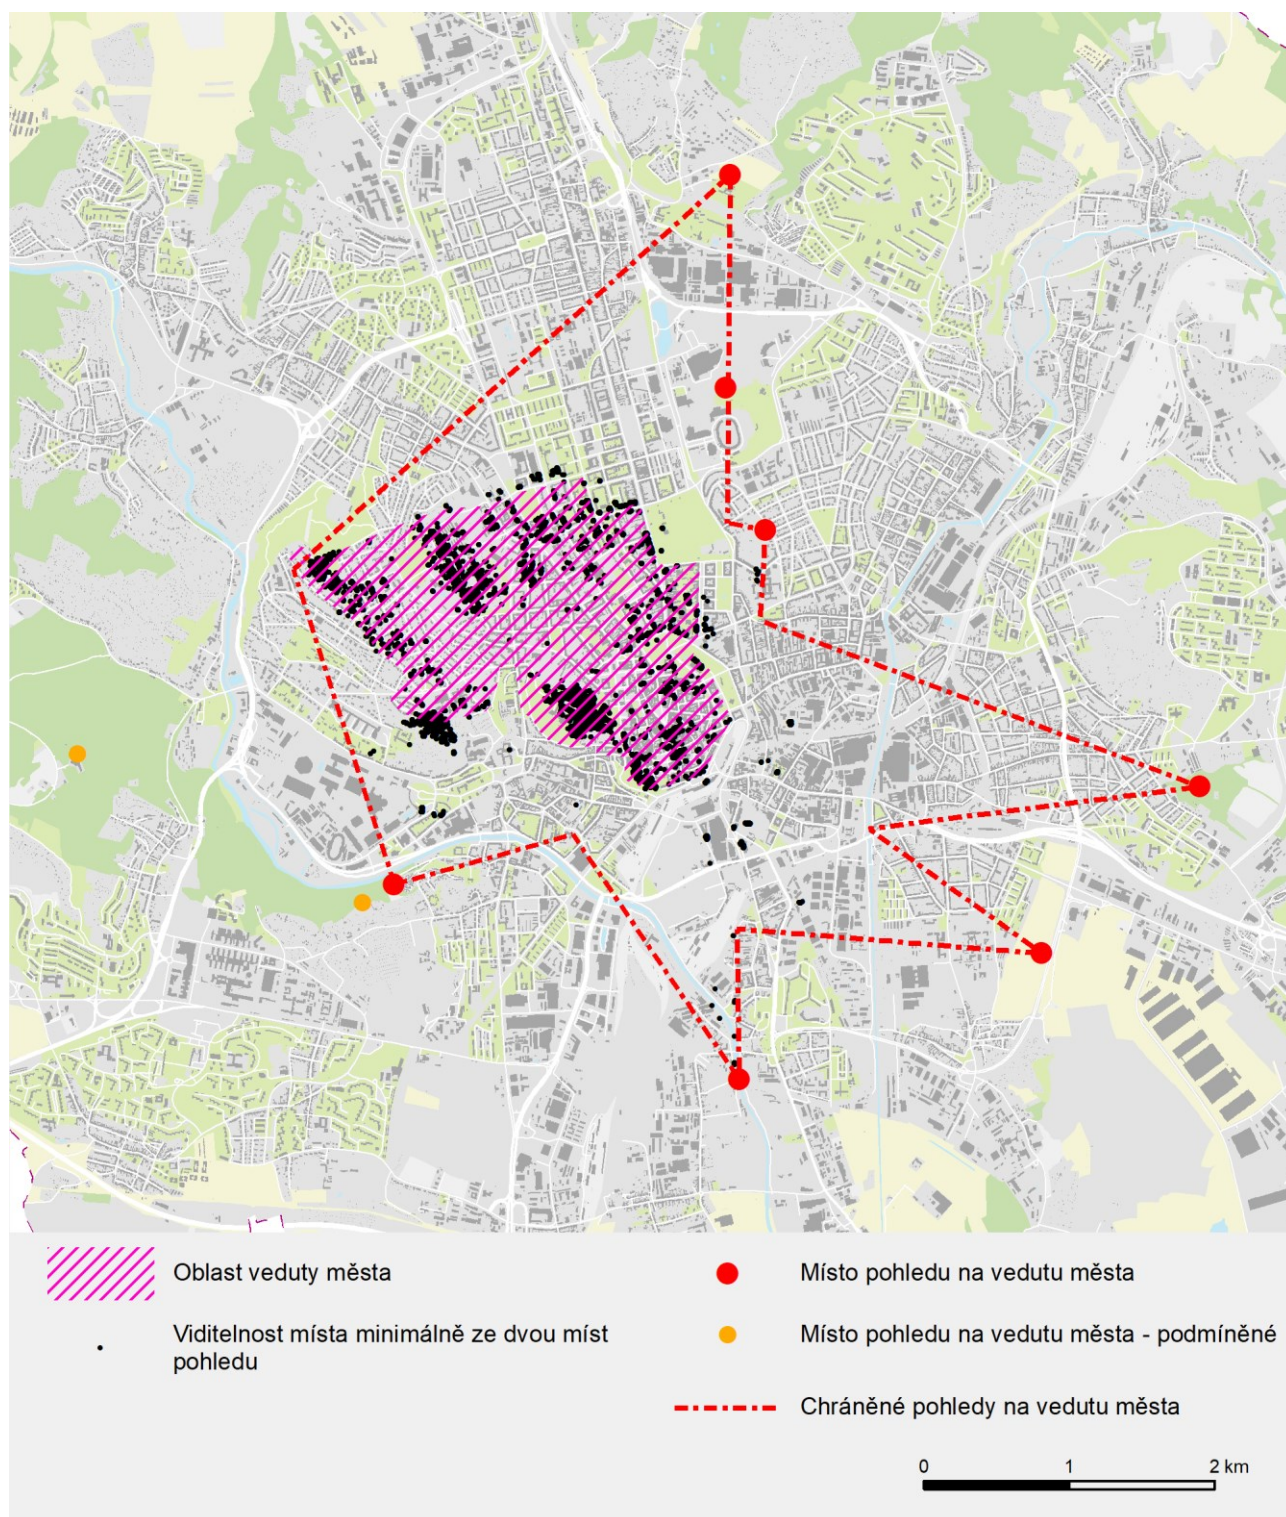 Oblast veduty města
Viditelnost místa minimálně ze dvou míst
pohledu
Místo pohledu na vedutu města
Místo pohledu na vedutu města - podmíněné
Chráněné pohledy na vedutu města
0 1 2 km